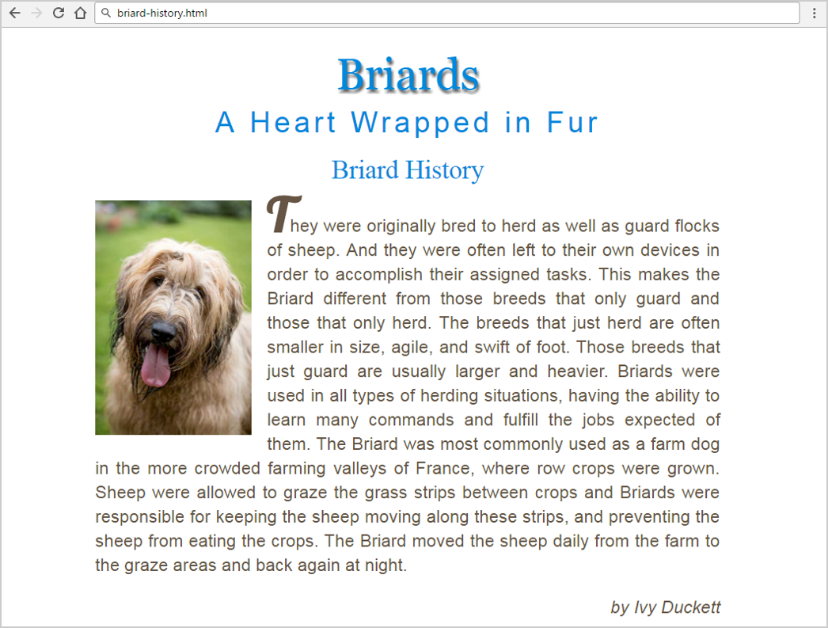 briard-history.html
Briards
A Heart Wrapped in Fur
Briard History
They were originally bred to herd as well as guard flocks
of sheep. And they were often left to their own devices in
order to accomplish their assigned tasks. This makes the
Briard different from those breeds that only guard and
those that only herd. The breeds that just herd are often
smaller in size, agile, and swift of foot. Those breeds that
just guard are usually larger and heavier. Briards were
used in all types of herding situations, having the ability to
learn many commands and fulfill the jobs expected of
them. The Briard was most commonly used as a farm dog
in the more crowded farming valleys of France, where row crops were grown.
Sheep were allowed to graze the grass strips between crops and Briards were
responsible for keeping the sheep moving along these strips, and preventing the
sheep from eating the crops. The Briard moved the sheep daily from the farm to
the graze areas and back again at night.
by Ivy Duckett